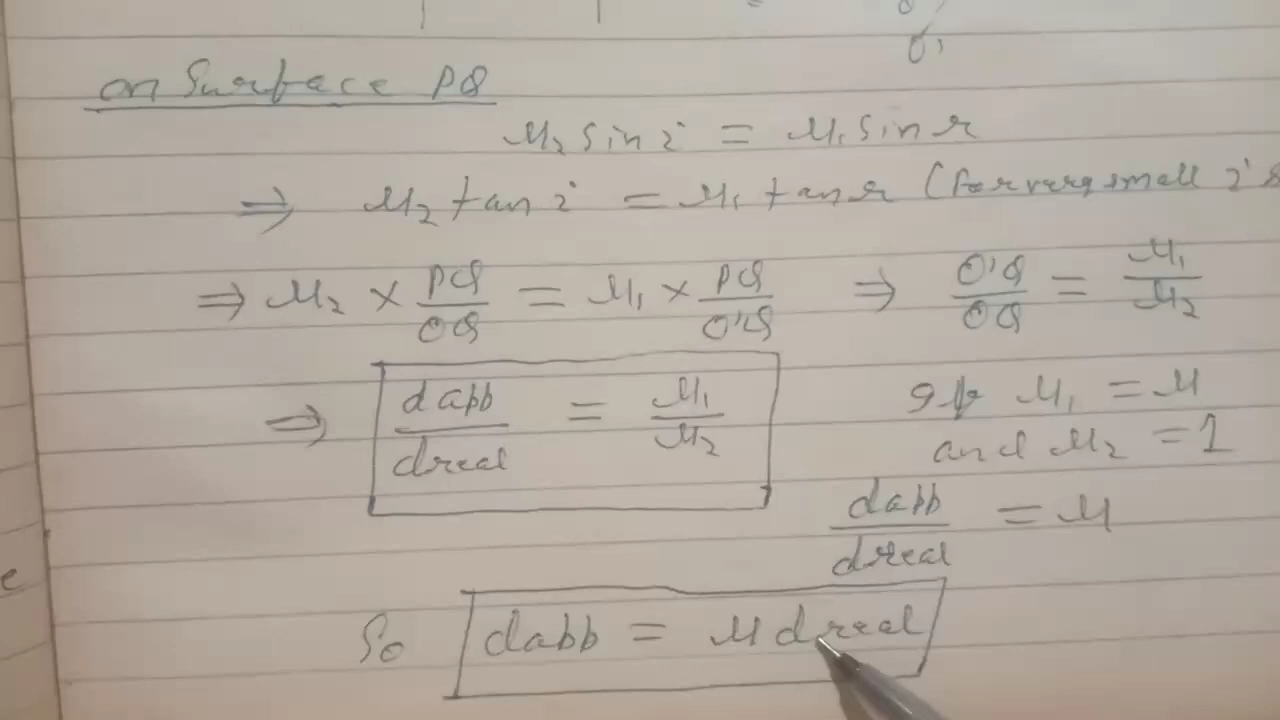 on Surface PQ
μ₂ sin i = μ₁ sin r
⇒ μ₂ tan i = μ₁ tan r (for very small i &
⇒ μ₂ × PQ/OQ = μ₁ × PQ/O'Q ⇒ O'Q/OQ = μ₁/μ₂
⇒ dapp/dreal = μ₁/μ₂
If μ₁ = μ
and μ₂ = 1
dapp/dreal = μ
So dapp = μ dreal